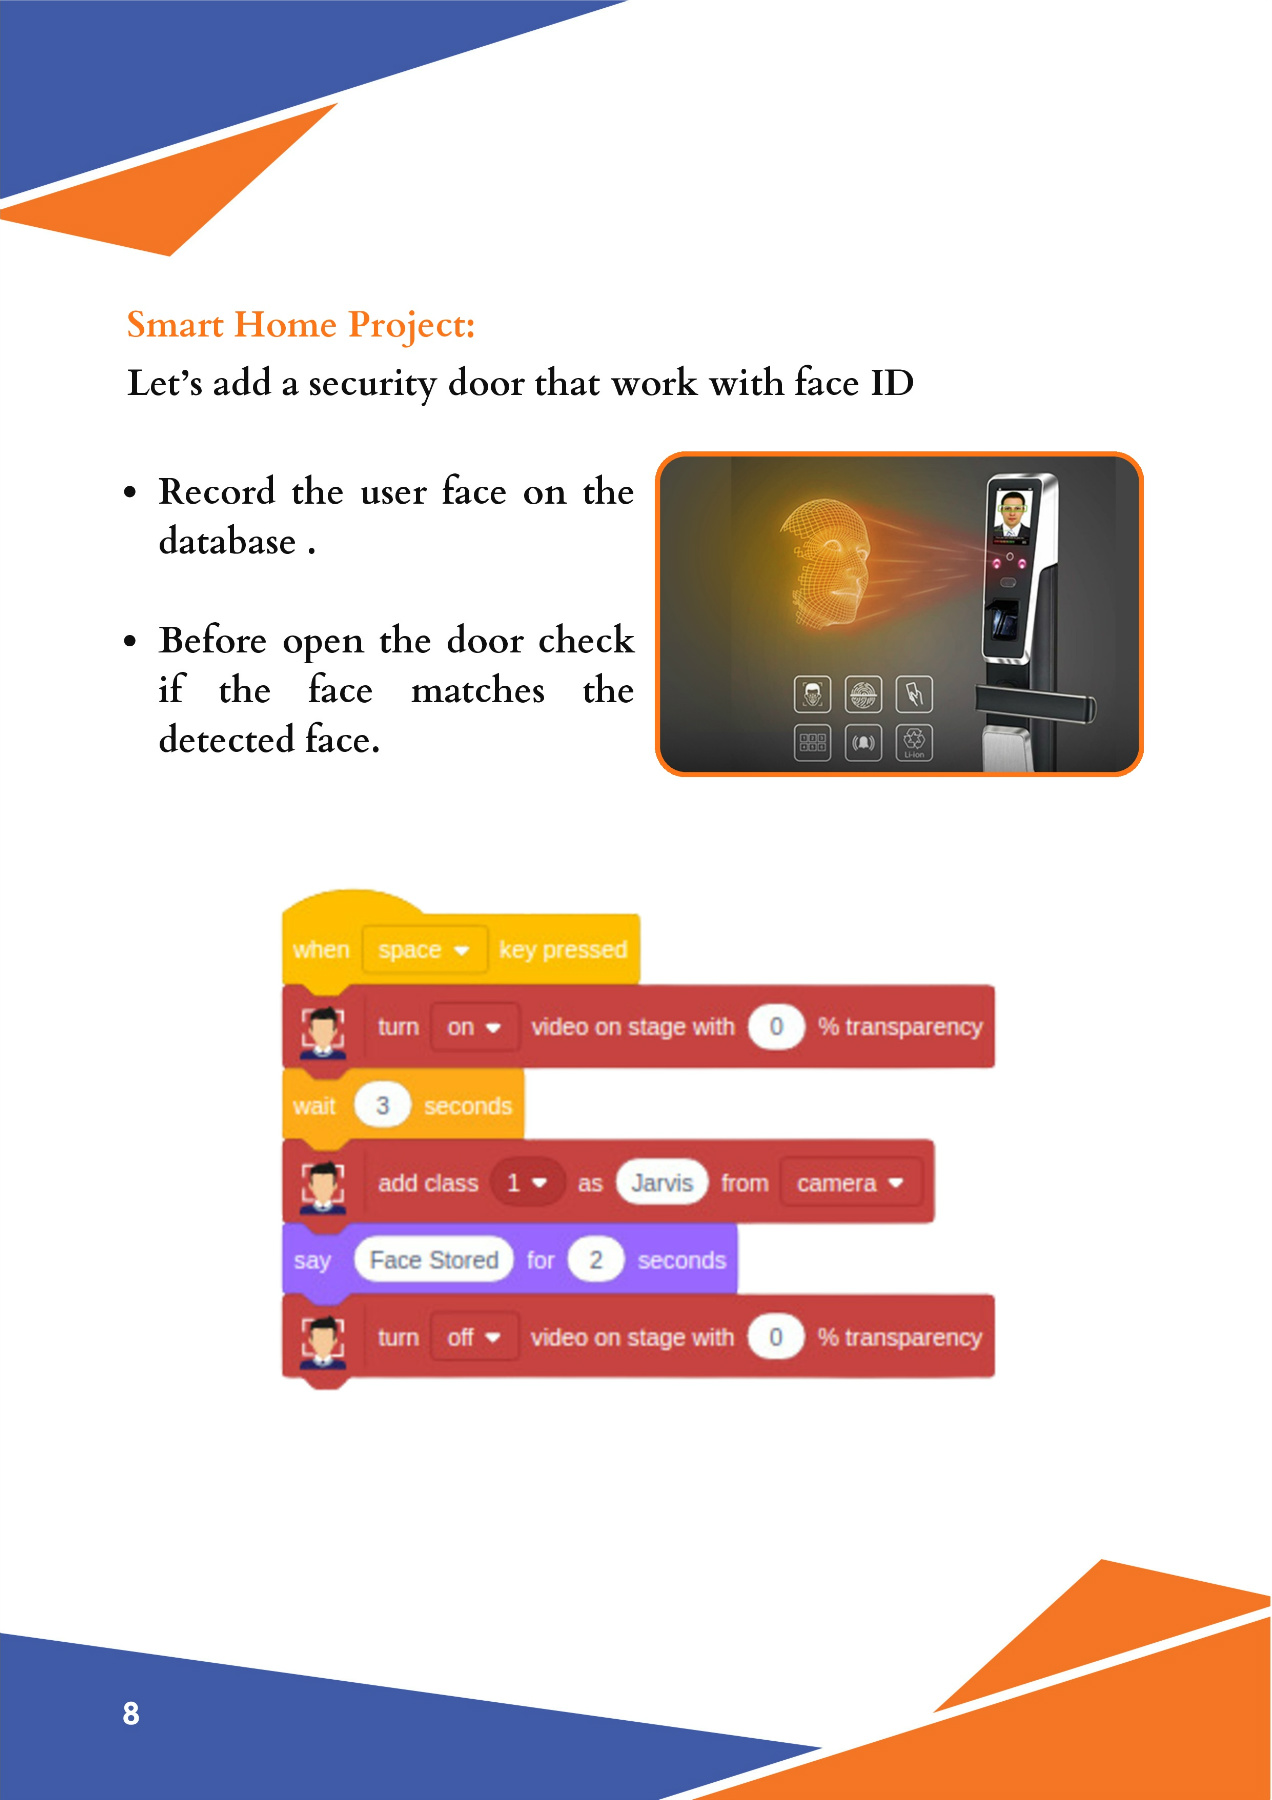 Smart Home Project:
Let's add a security door that work with face ID
• Record the user face on the
database .
• Before open the door check
if the face matches the
detected face.
Li-ion
when space key pressed
turn on video on stage with 0 % transparency
wait 3 seconds
add class 1 as Jarvis from camera
say Face Stored for 2 seconds
turn off video on stage with 0 % transparency
8